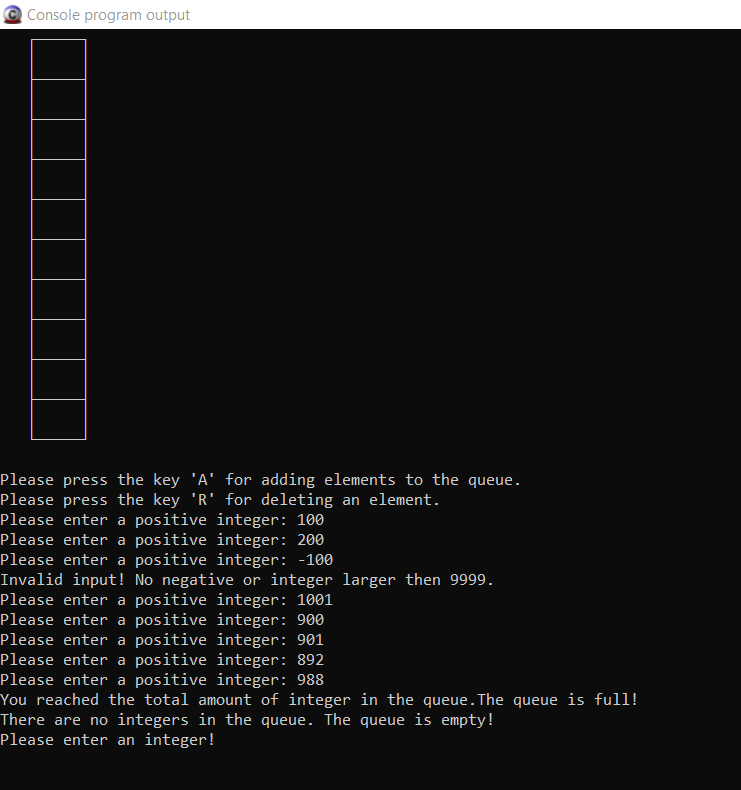 Console program output
Please press the key 'A' for adding elements to the queue.
Please press the key 'R' for deleting an element.
Please enter a positive integer: 100
Please enter a positive integer: 200
Please enter a positive integer: -100
Invalid input! No negative or integer larger then 9999.
Please enter a positive integer: 1001
Please enter a positive integer: 900
Please enter a positive integer: 901
Please enter a positive integer: 892
Please enter a positive integer: 988
You reached the total amount of integer in the queue.The queue is full!
There are no integers in the queue. The queue is empty!
Please enter an integer!